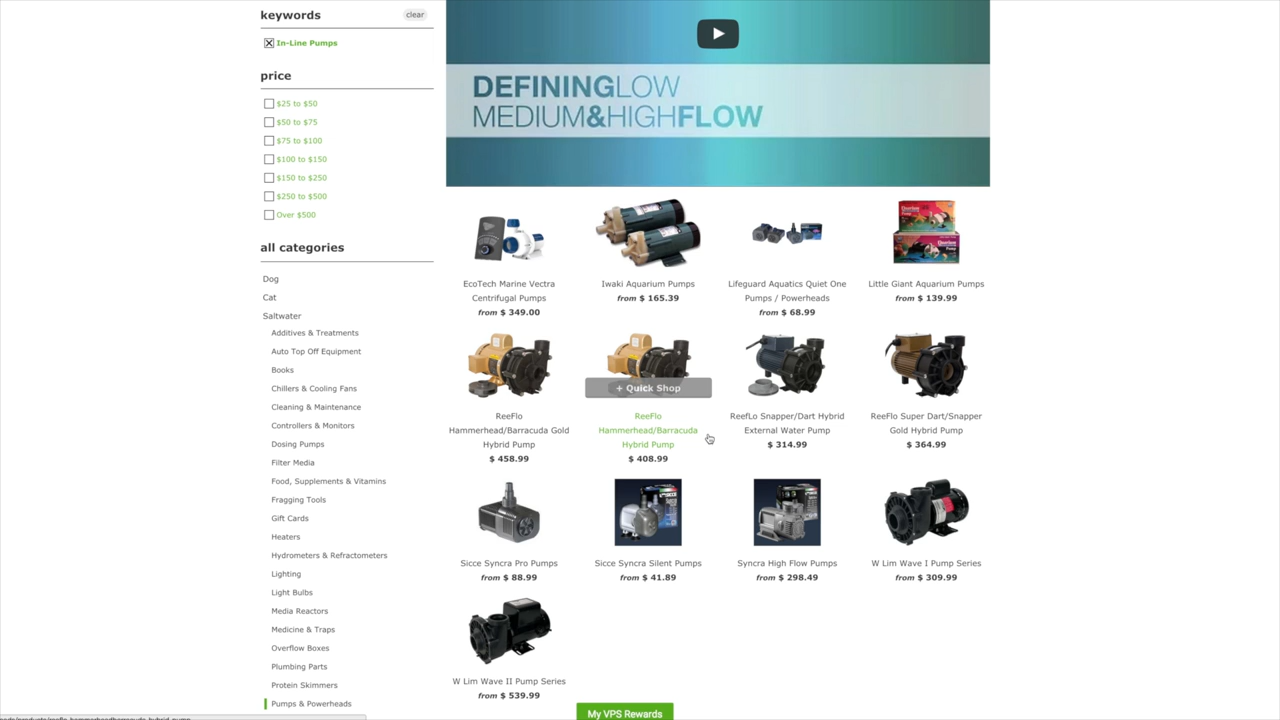 keywords
clear
In-Line Pumps
price
$25 to $50
$50 to $75
$75 to $100
$100 to $150
$150 to $250
$250 to $500
Over $500
all categories
Dog
Cat
Saltwater
Additives & Treatments
Auto Top Off Equipment
Books
Chillers & Cooling Fans
Cleaning & Maintenance
Controllers & Monitors
Dosing Pumps
Filter Media
Food, Supplements & Vitamins
Fragging Tools
Gift Cards
Heaters
Hydrometers & Refractometers
Lighting
Light Bulbs
Media Reactors
Medicine & Traps
Overflow Boxes
Plumbing Parts
Protein Skimmers
Pumps & Powerheads
DEFININGLOW
MEDIUM&HIGHFLOW
EcoTech Marine Vectra
Centrifugal Pumps
from $ 349.00
Iwaki Aquarium Pumps
from $ 165.39
Lifeguard Aquatics Quiet One
Pumps / Powerheads
from $ 68.99
Little Giant Aquarium Pumps
from $ 139.99
ReeFlo
Hammerhead/Barracuda Gold
Hybrid Pump
$ 458.99
+ Quick Shop
ReeFlo
Hammerhead/Barracuda
Hybrid Pump
$ 408.99
ReefLo Snapper/Dart Hybrid
External Water Pump
$ 314.99
ReeFlo Super Dart/Snapper
Gold Hybrid Pump
$ 364.99
Sicce Syncra Pro Pumps
from $ 88.99
Sicce Syncra Silent Pumps
from $ 41.89
Syncra High Flow Pumps
from $ 298.49
W Lim Wave I Pump Series
from $ 309.99
W Lim Wave II Pump Series
from $ 539.99
My VPS Rewards